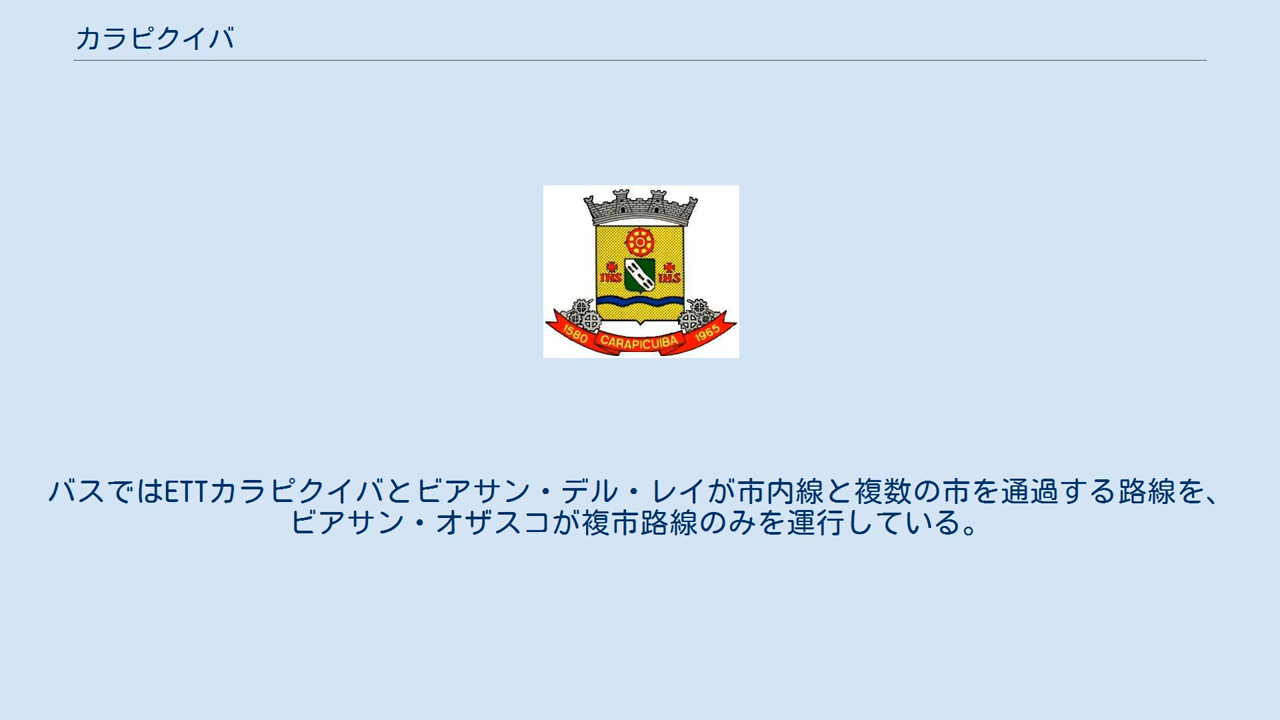 カラピクイバ
IHS IHS
1580 CARAPICUIBA 1965
バスではETTカラピクイバとビアサン・デル・レイが市内線と複数の市を通過する路線を、
ビアサン・オザスコが複市路線のみを運行している。